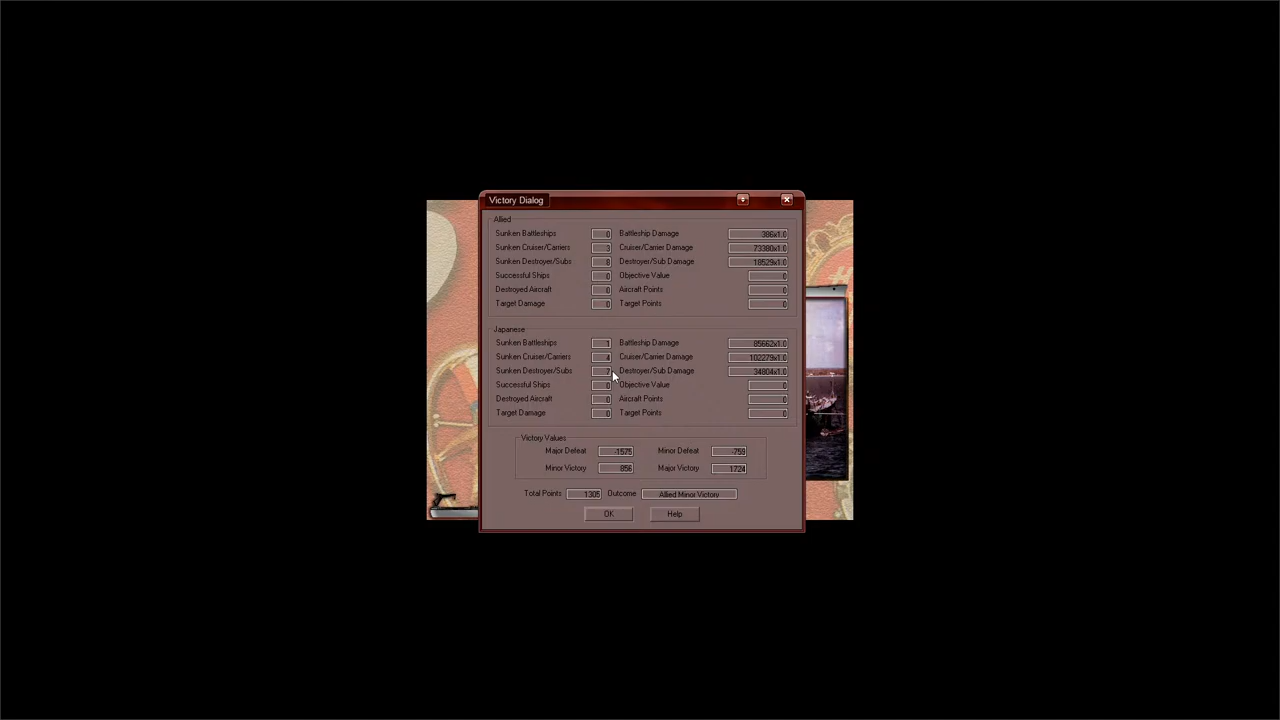 Victory Dialog
Allied
Sunken Battleships 0 Battleship Damage 386x1.0
Sunken Cruiser/Carriers 3 Cruiser/Carrier Damage 73380x1.0
Sunken Destroyer/Subs 8 Destroyer/Sub Damage 18529x1.0
Successful Ships 0 Objective Value 0
Destroyed Aircraft 0 Aircraft Points 0
Target Damage 0 Target Points 0
Japanese
Sunken Battleships 1 Battleship Damage 85662x1.0
Sunken Cruiser/Carriers 4 Cruiser/Carrier Damage 102279x1.0
Sunken Destroyer/Subs 7 Destroyer/Sub Damage 34804x1.0
Successful Ships 0 Objective Value 0
Destroyed Aircraft 0 Aircraft Points 0
Target Damage 0 Target Points 0
Victory Values
Major Defeat -1575 Minor Defeat -759
Minor Victory 856 Major Victory 1724
Total Points 1305 Outcome Allied Minor Victory
OK Help